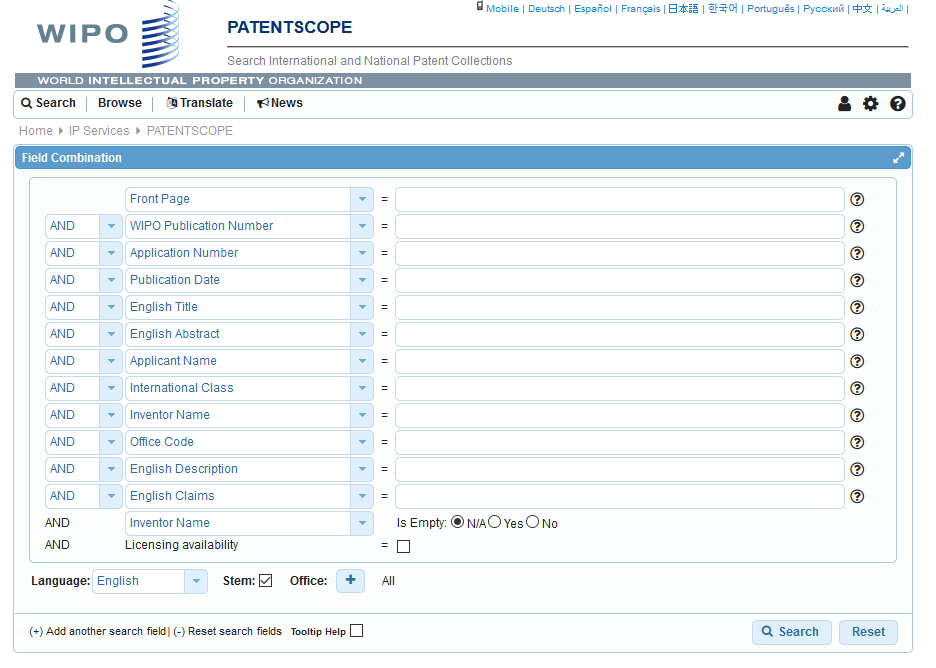 Mobile | Deutsch | Español | Français | 日本語 | 한국어 | Português | Русский | 中文 | العربية |
WIPO
PATENTSCOPE
Search International and National Patent Collections
WORLD INTELLECTUAL PROPERTY ORGANIZATION
Search | Browse | Translate | News
Home IP Services PATENTSCOPE
Field Combination
Front Page =
AND WIPO Publication Number =
AND Application Number =
AND Publication Date =
AND English Title =
AND English Abstract =
AND Applicant Name =
AND International Class =
AND Inventor Name =
AND Office Code =
AND English Description =
AND English Claims =
AND Inventor Name Is Empty: N/A Yes No
AND Licensing availability =
Language: English Stem: Office: + All
(+) Add another search field| (-) Reset search fields Tooltip Help Search Reset